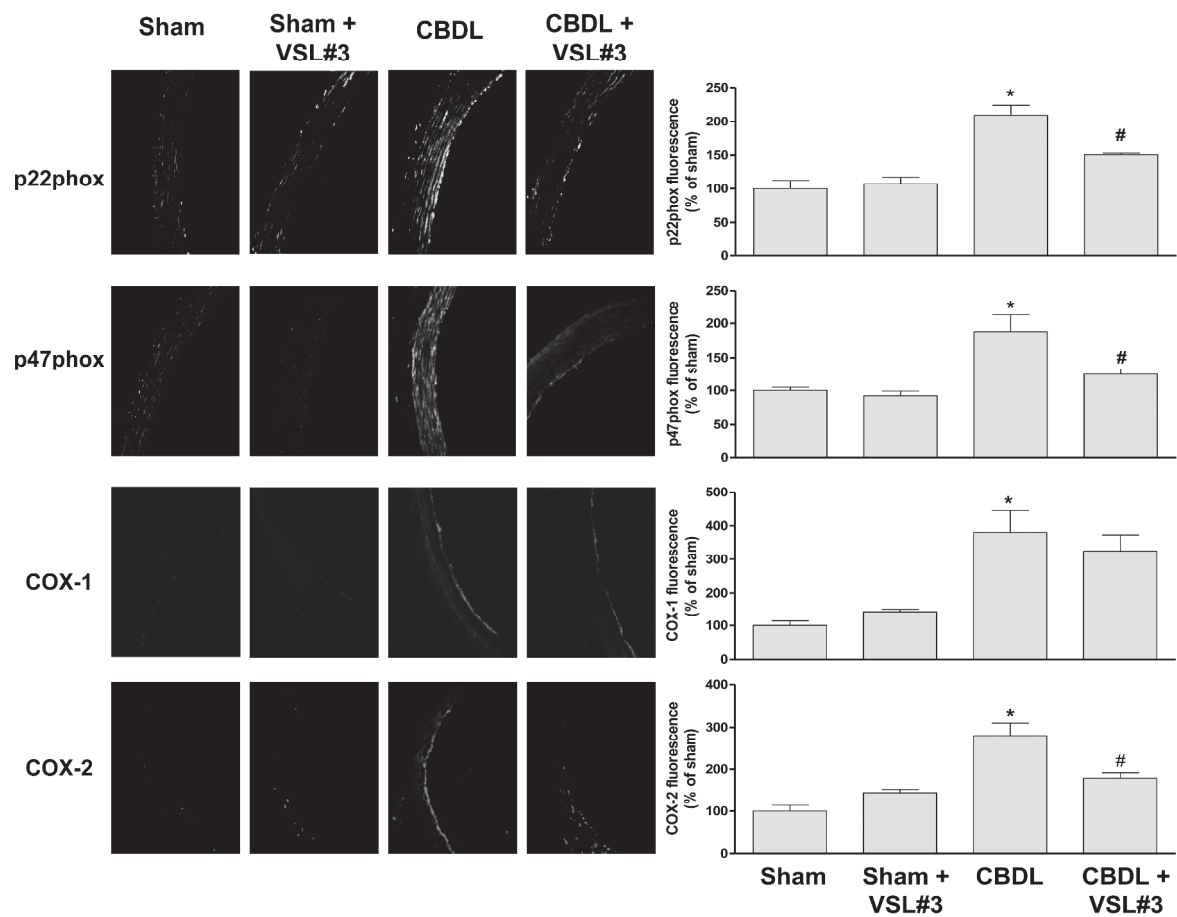 Sham
Sham +
VSL#3
CBDL
CBDL +
VSL#3
p22phox
p22phox fluorescence
(% of sham)
250
200
150
100
50
0
*
#
p47phox
p47phox fluorescence
(% of sham)
250
200
150
100
50
0
*
#
COX-1
COX-1 fluorescence
(% of sham)
500
400
300
200
100
0
*
COX-2
COX-2 fluorescence
(% of sham)
400
300
200
100
0
*
#
Sham
Sham +
VSL#3
CBDL
CBDL +
VSL#3